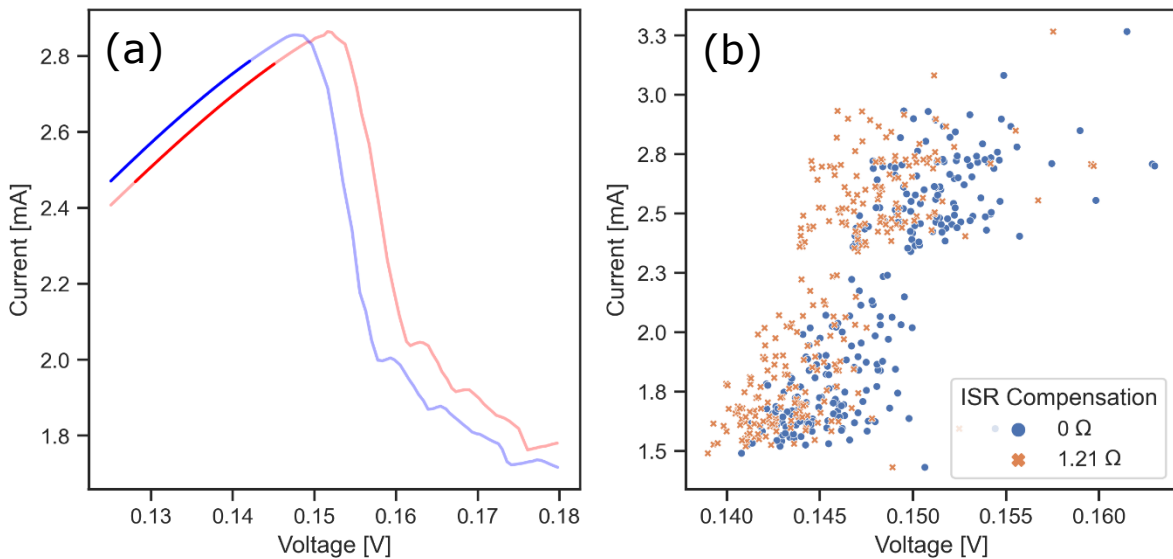 (a)
2.8
2.6
2.4
2.2
2.0
1.8
Current [mA]
0.13 0.14 0.15 0.16 0.17 0.18
Voltage [V]
(b)
3.3
3.0
2.8
2.5
2.3
2.0
1.8
1.5
Current [mA]
0.140 0.145 0.150 0.155 0.160
Voltage [V]
ISR Compensation
0 Ω
1.21 Ω